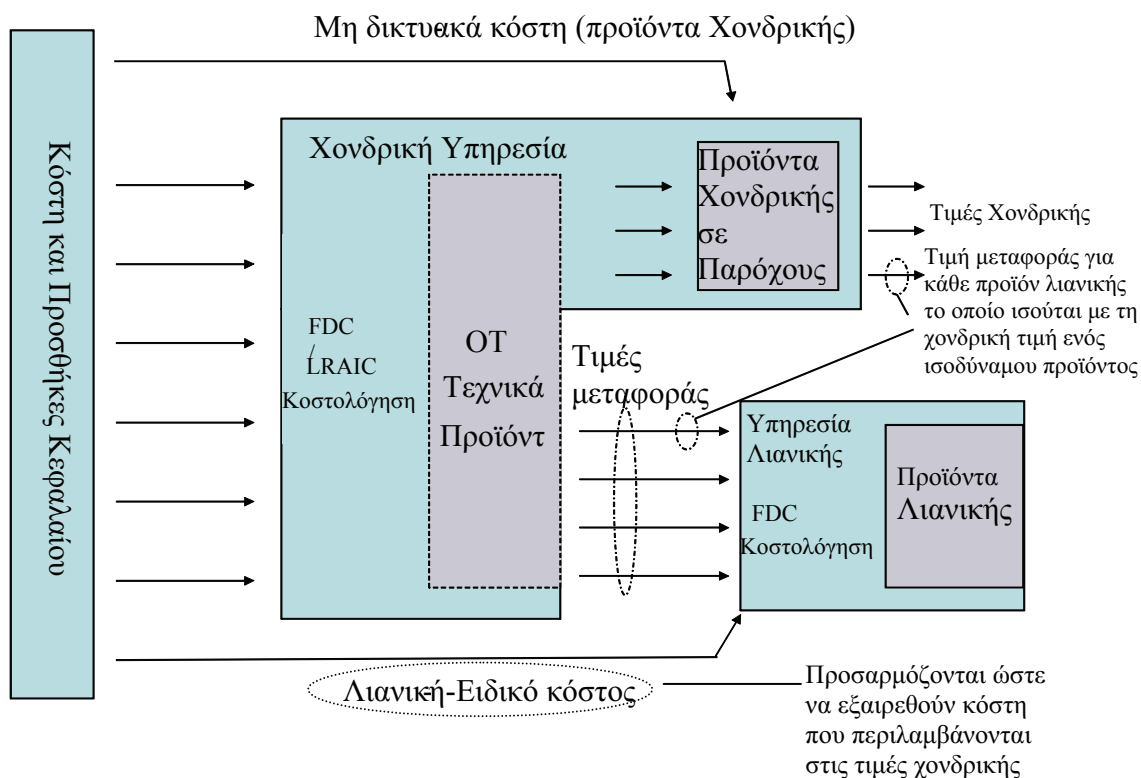 Μη δικτυακά κόστη (προϊόντα Χονδρικής)
Κόστη και Προσθήκες Κεφαλαίου
Χονδρική Υπηρεσία
Προϊόντα
Χονδρικής
σε
Παρόχους
Τιμές Χονδρικής
Τιμή μεταφοράς για
κάθε προϊόν λιανικής
το οποίο ισούται με τη
χονδρική τιμή ενός
ισοδύναμου προϊόντος
FDC
/
LRAIC
Κοστολόγηση
ΟΤ
Τεχνικά
Προϊόντ
Τιμές
μεταφοράς
Υπηρεσία
Λιανικής
FDC
Κοστολόγηση
Προϊόντα
Λιανικής
Λιανική-Ειδικό κόστος
Προσαρμόζονται ώστε
να εξαιρεθούν κόστη
που περιλαμβάνονται
στις τιμές χονδρικής